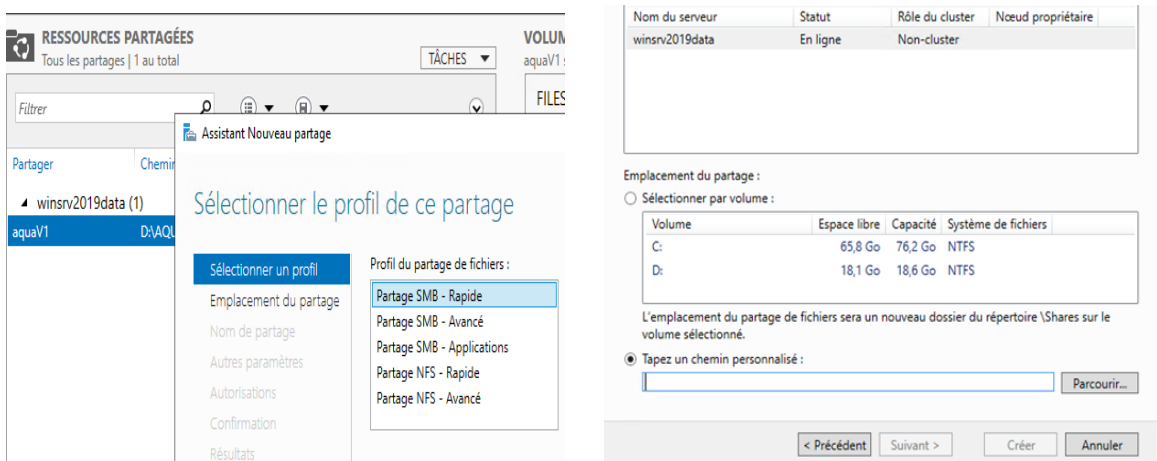 RESSOURCES PARTAGÉES
Tous les partages | 1 au total
TÂCHES
VOLUM
aquaV1 s
FILES
Filtrer
Partager
Chemin
winsrv2019data (1)
aquaV1
D:\AQU
Assistant Nouveau partage
Sélectionner le profil de ce partage
Sélectionner un profil
Emplacement du partage
Nom de partage
Autres paramètres
Autorisations
Confirmation
Résultats
Profil du partage de fichiers :
Partage SMB - Rapide
Partage SMB - Avancé
Partage SMB - Applications
Partage NFS - Rapide
Partage NFS - Avancé
Nom du serveur Statut Rôle du cluster Nœud propriétaire
winsrv2019data En ligne Non-cluster
Emplacement du partage :
Sélectionner par volume :
Volume Espace libre Capacité Système de fichiers
C: 65,8 Go 76,2 Go NTFS
D: 18,1 Go 18,6 Go NTFS
L'emplacement du partage de fichiers sera un nouveau dossier du répertoire \Shares sur le
volume sélectionné.
Tapez un chemin personnalisé :
Parcourir...
< Précédent Suivant > Créer Annuler